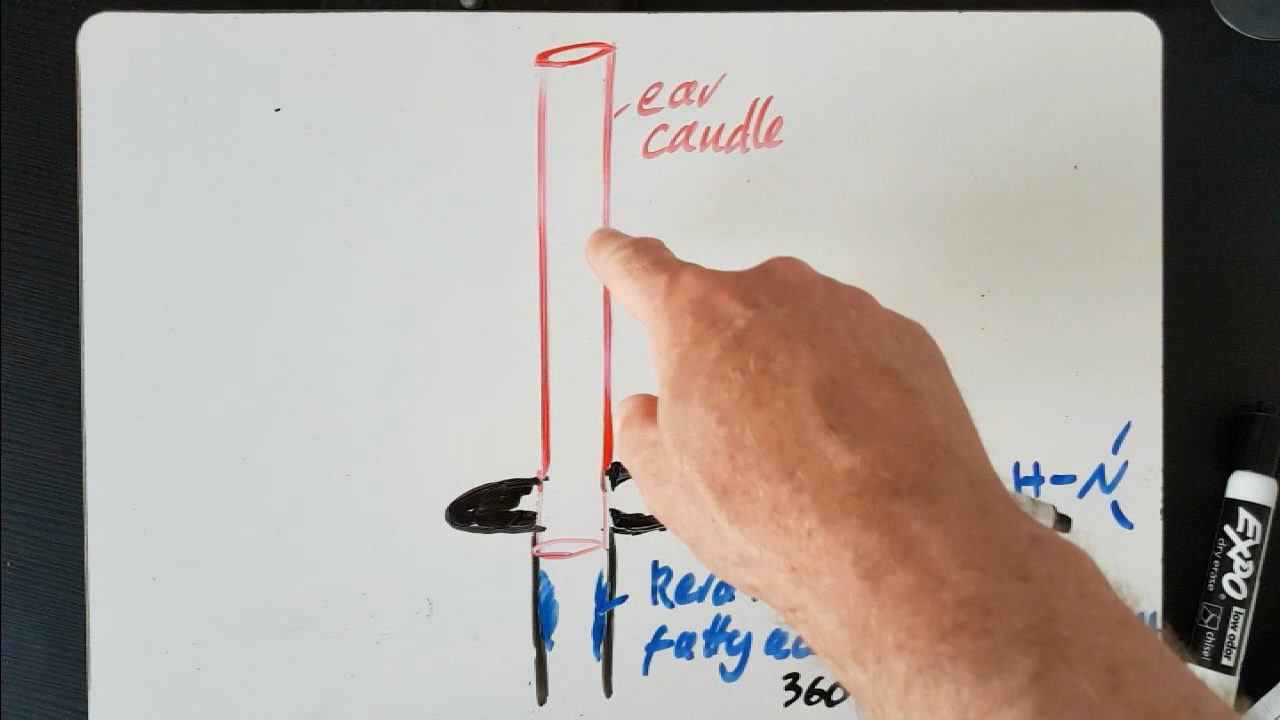 ear
candle
H-N
fatty
360
EXPO
low odor
dry erase
chisel